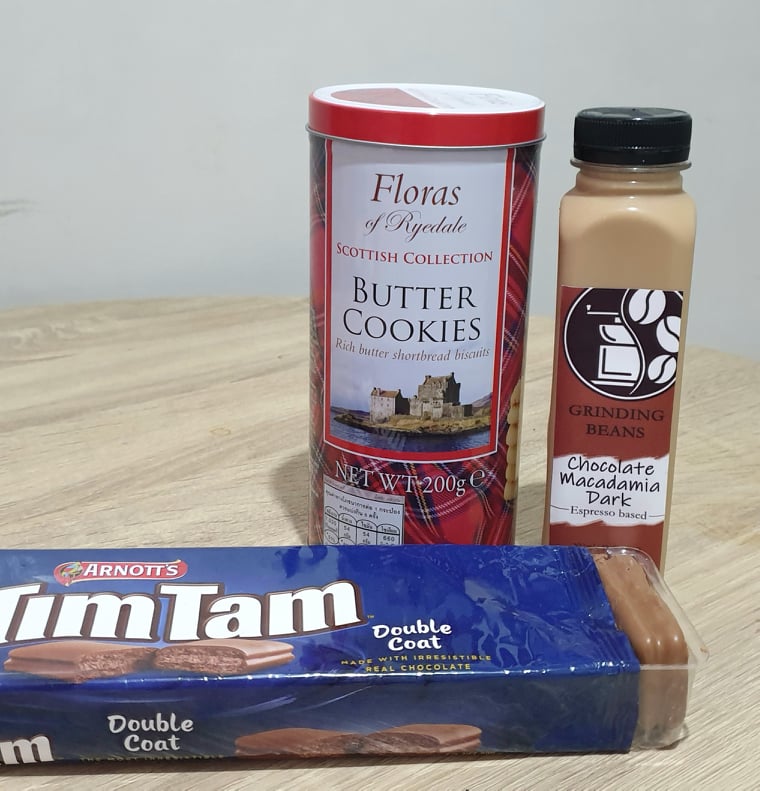 Floras
of Ryedale
SCOTTISH COLLECTION
BUTTER
COOKIES
Rich butter shortbread biscuits
NET WT 200g e
GRINDING
BEANS
Chocolate
Macadamia
Dark
Espresso based
ARNOTT'S
TimTam
Double
Coat
MADE WITH IRRESISTIBLE
REAL CHOCOLATE
Double
Coat